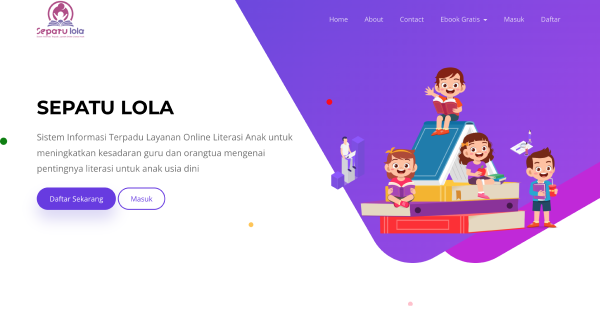 Sepatu lola
Home About Contact Ebook Gratis Masuk Daftar
SEPATU LOLA
Sistem Informasi Terpadu Layanan Online Literasi Anak untuk
meningkatkan kesadaran guru dan orangtua mengenai
pentingnya literasi untuk anak usia dini
Daftar Sekarang Masuk